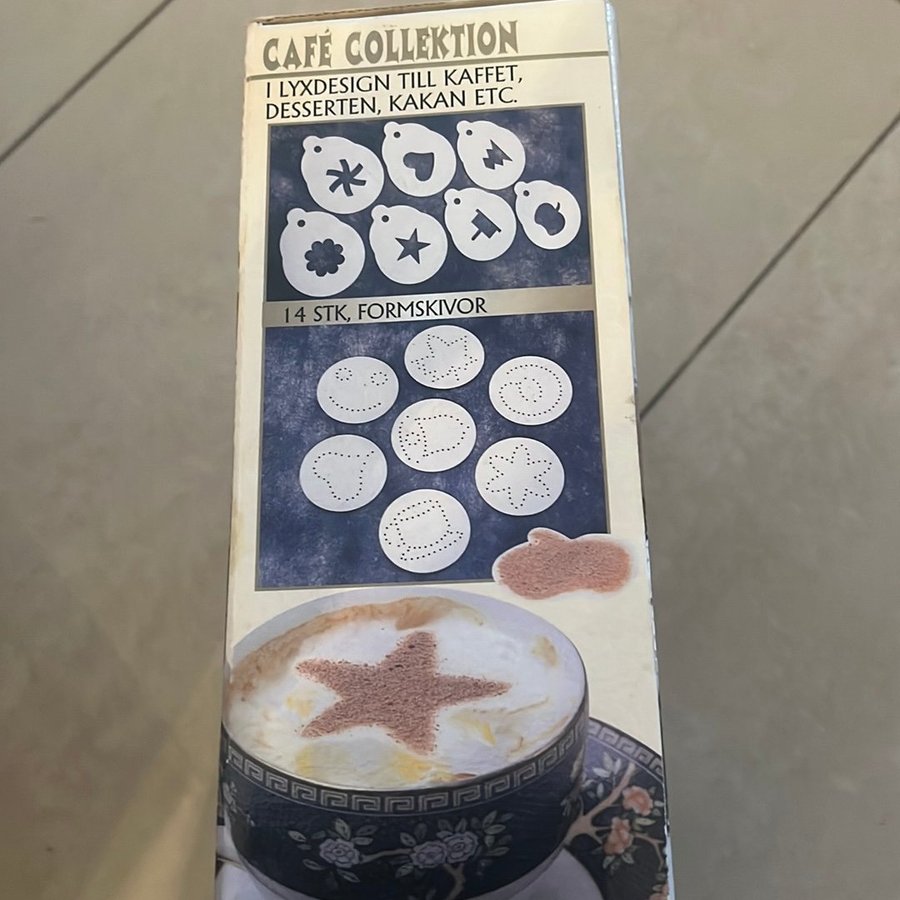 CAFÉ COLLEKTION
I LYXDESIGN TILL KAFFET,
DESSERTEN, KAKAN ETC.
14 STK, FORMSKIVOR